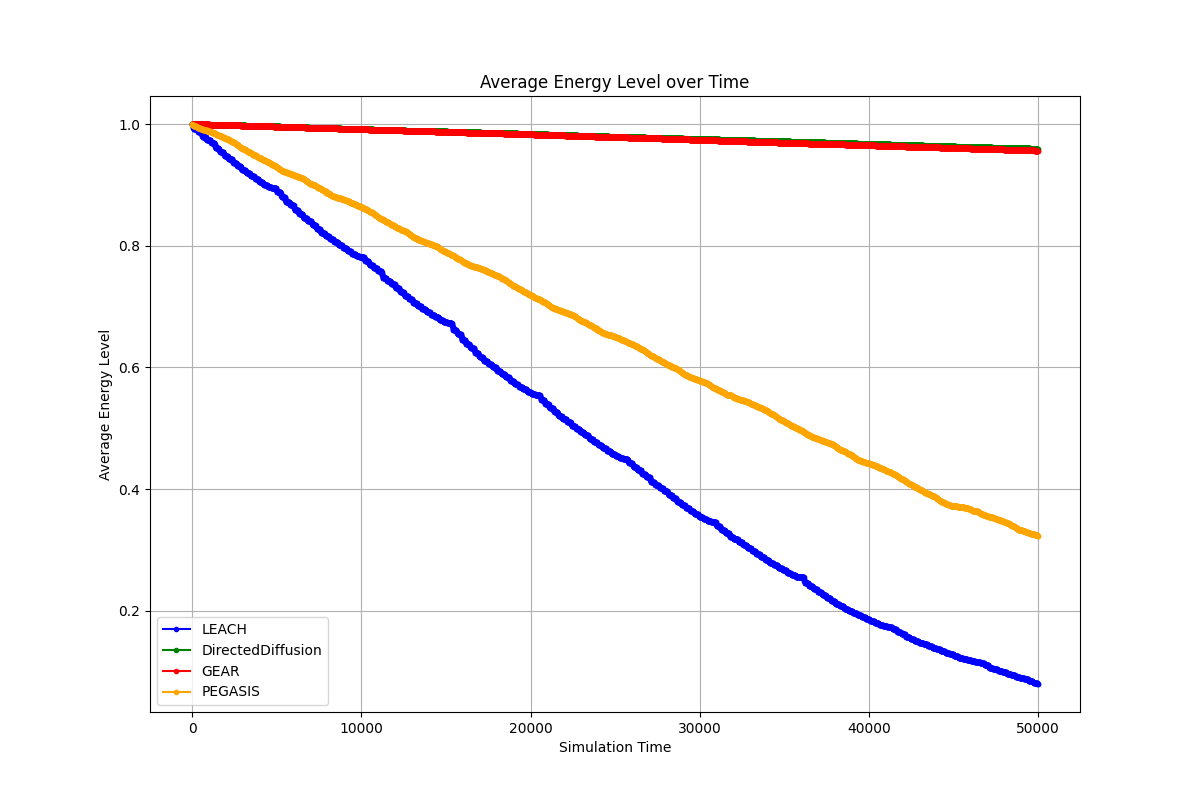 Average Energy Level over Time
Average Energy Level
1.0
0.8
0.6
0.4
0.2
LEACH
DirectedDiffusion
GEAR
PEGASIS
0 10000 20000 30000 40000 50000
Simulation Time